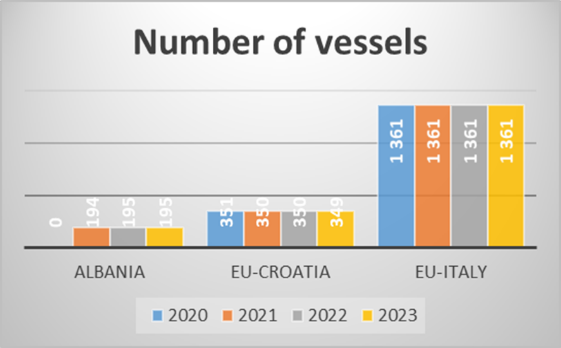 Number of vessels
0 194 195 195 351 350 350 349 1 361 1 361 1 361 1 361
ALBANIA EU-CROATIA EU-ITALY
2020 2021 2022 2023